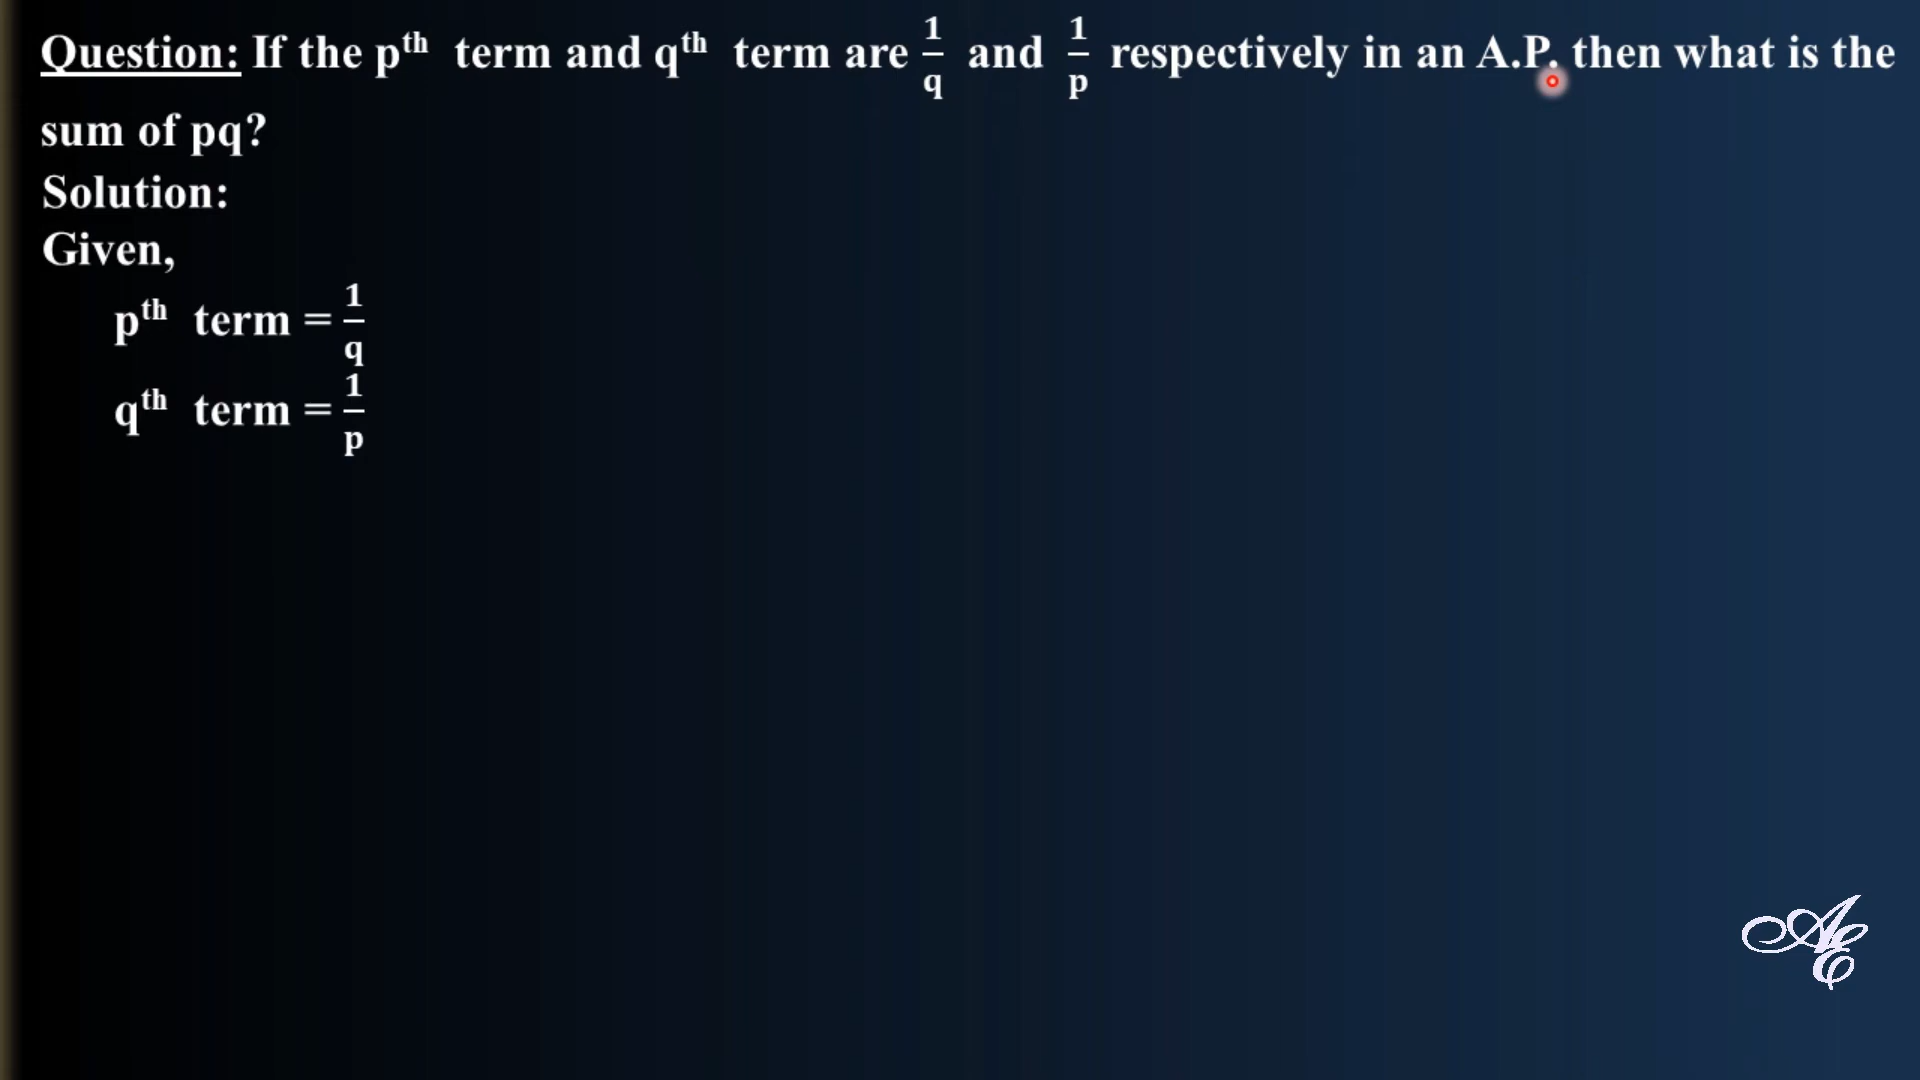 Question: If the pᵗʰ term and qᵗʰ term are 1/q and 1/p respectively in an A.P. then what is the
sum of pq?
Solution:
Given,
pᵗʰ term = 1/q
qᵗʰ term = 1/p
AE